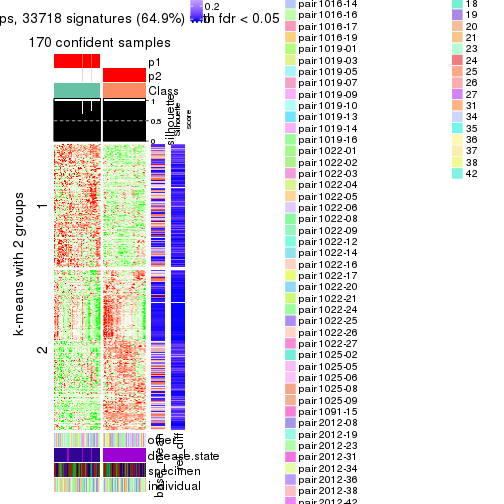 0.2
ps, 33718 signatures (64.9%) with fdr < 0.05
170 confident samples
p1
p2
Class
1
0.5
0
silhouette
Silhouette
score
k-means with 2 groups
1
2
other
disease.state
specimen
individual
base_mean
rel_diff
pair1016-14
pair1016-16
pair1016-17
pair1016-19
pair1019-01
pair1019-03
pair1019-05
pair1019-07
pair1019-09
pair1019-10
pair1019-13
pair1019-14
pair1019-16
pair1022-01
pair1022-02
pair1022-03
pair1022-04
pair1022-05
pair1022-06
pair1022-08
pair1022-09
pair1022-12
pair1022-14
pair1022-16
pair1022-17
pair1022-20
pair1022-21
pair1022-24
pair1022-25
pair1022-26
pair1022-27
pair1025-02
pair1025-05
pair1025-06
pair1025-08
pair1025-09
pair1091-15
pair2012-08
pair2012-19
pair2012-23
pair2012-31
pair2012-34
pair2012-36
pair2012-38
pair2012-42
18
19
20
21
23
24
25
26
27
31
34
35
36
37
38
42